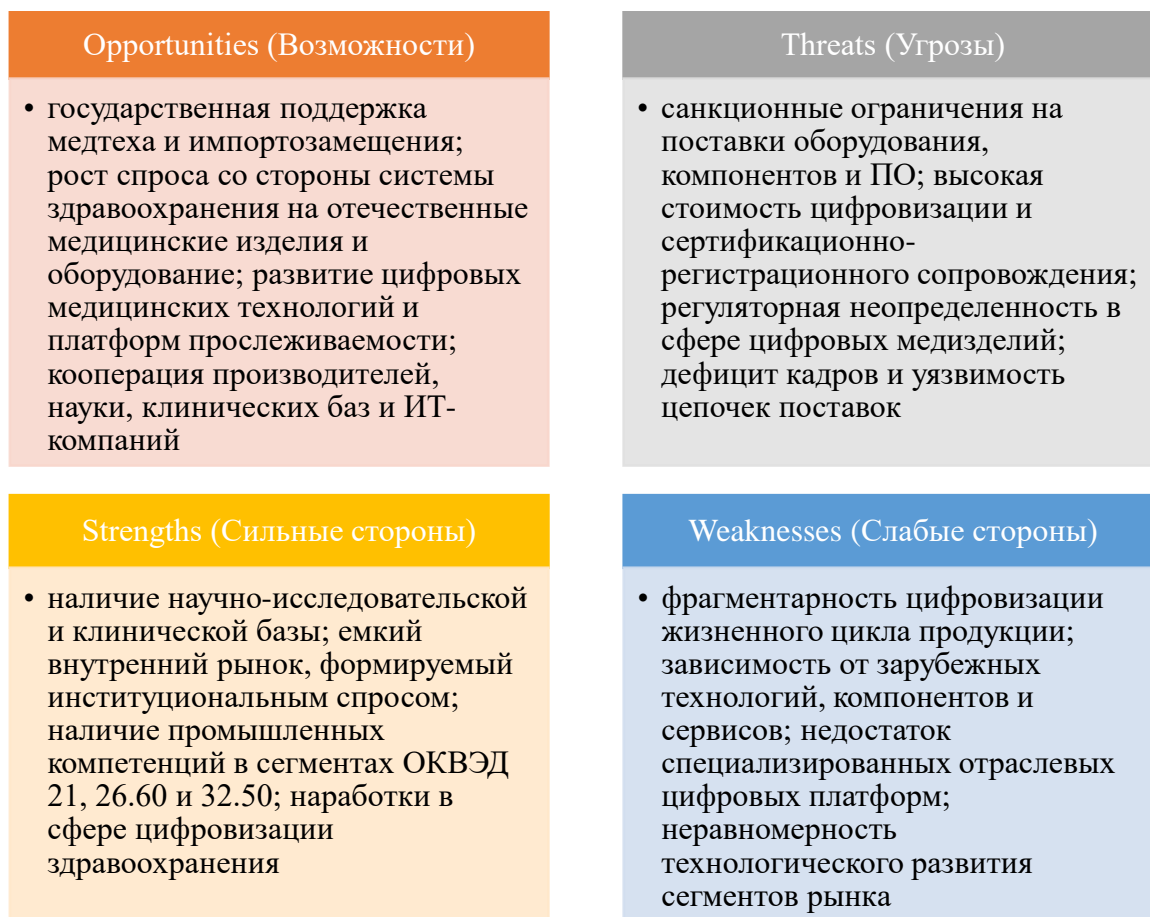 Opportunities (Возможности)
• государственная поддержка
медтеха и импортозамещения;
рост спроса со стороны системы
здравоохранения на отечественные
медицинские изделия и
оборудование; развитие цифровых
медицинских технологий и
платформ прослеживаемости;
кооперация производителей,
науки, клинических баз и ИТ-
компаний
Threats (Угрозы)
• санкционные ограничения на
поставки оборудования,
компонентов и ПО; высокая
стоимость цифровизации и
сертификационно-
регистрационного сопровождения;
регуляторная неопределенность в
сфере цифровых медизделий;
дефицит кадров и уязвимость
цепочек поставок
Strengths (Сильные стороны)
• наличие научно-исследовательской
и клинической базы; емкий
внутренний рынок, формируемый
институциональным спросом;
наличие промышленных
компетенций в сегментах ОКВЭД
21, 26.60 и 32.50; наработки в
сфере цифровизации
здравоохранения
Weaknesses (Слабые стороны)
• фрагментарность цифровизации
жизненного цикла продукции;
зависимость от зарубежных
технологий, компонентов и
сервисов; недостаток
специализированных отраслевых
цифровых платформ;
неравномерность
технологического развития
сегментов рынка